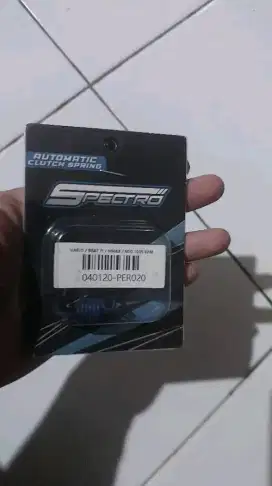 AUTOMATIC
CLUTCH SPRING
SPECTRO
040120-PER020